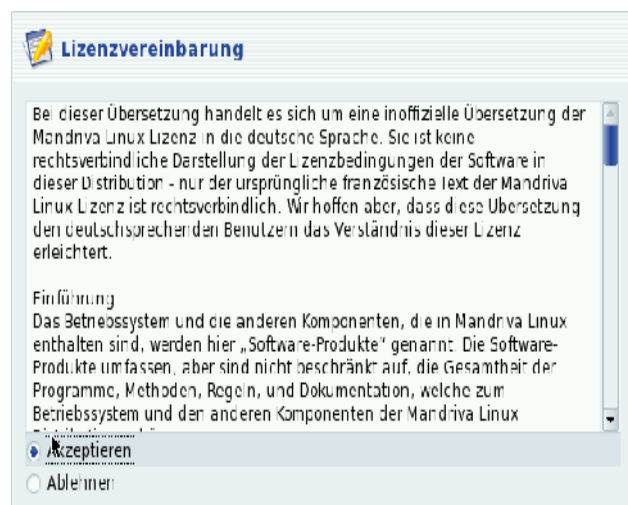 Lizenzvereinbarung
Bei dieser Übersetzung handelt es sich um eine inoffizielle Übersetzung der
Mandriva Linux Lizenz in die deutsche Sprache. Sie ist keine
rechtsverbindliche Darstellung der Lizenzbedingungen der Software in
dieser Distribution - nur der ursprüngliche französische Text der Mandriva
Linux Lizenz ist rechtsverbindlich. Wir hoffen aber, dass diese Übersetzung
den deutschsprechenden Benutzern das Verständnis dieser Lizenz
erleichtert.
Einführung
Das Betriebssystem und die anderen Komponenten, die in Mandriva Linux
enthalten sind, werden hier „Software-Produkte“ genannt. Die Software-
Produkte umfassen, aber sind nicht beschränkt auf, die Gesamtheit der
Programme, Methoden, Regeln, und Dokumentation, welche zum
Betriebssystem und den anderen Komponenten der Mandriva Linux
Akzeptieren
Ablehnen